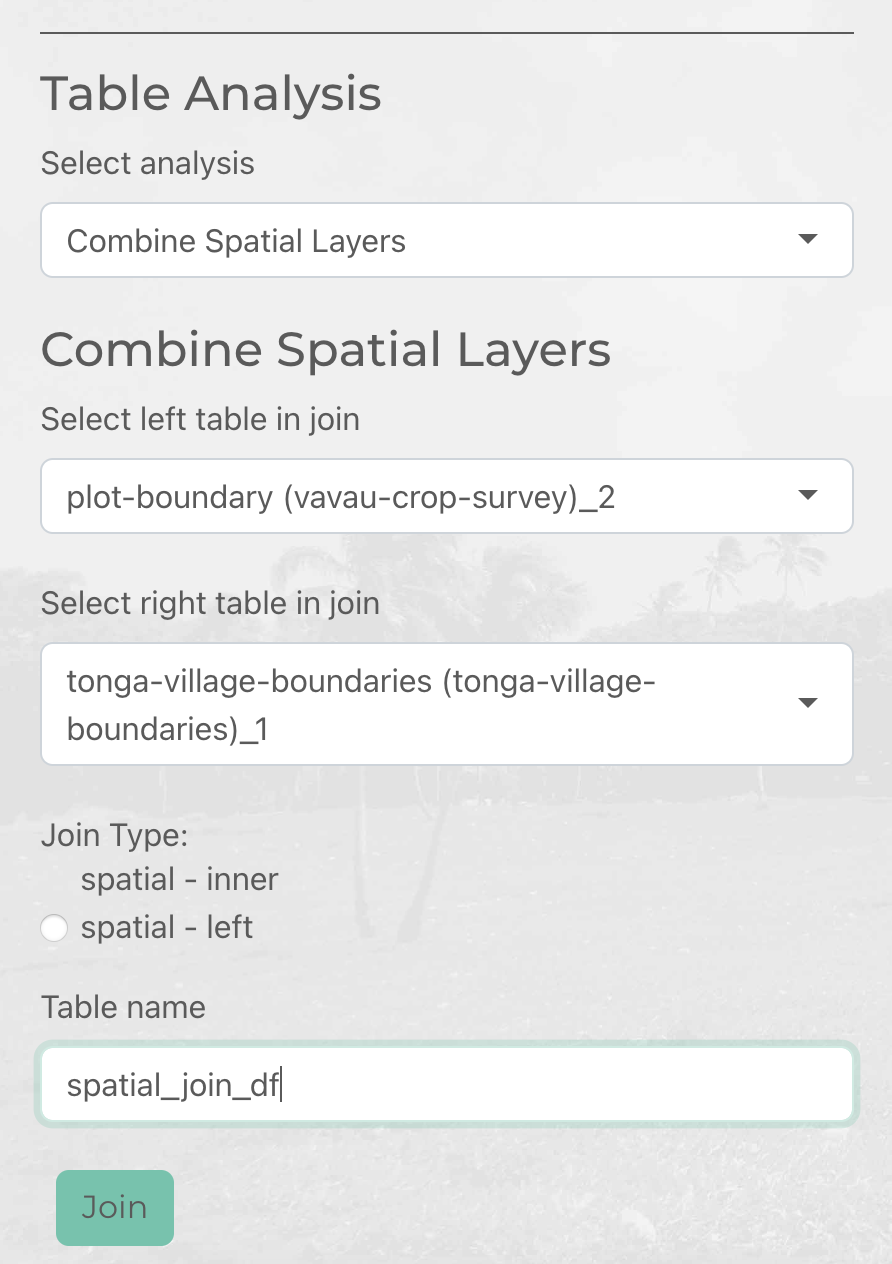 Table Analysis
Select analysis
Combine Spatial Layers
Combine Spatial Layers
Select left table in join
plot-boundary (vavau-crop-survey)_2
Select right table in join
tonga-village-boundaries (tonga-village-
boundaries)_1
Join Type:
spatial - inner
spatial - left
Table name
spatial_join_df
Join